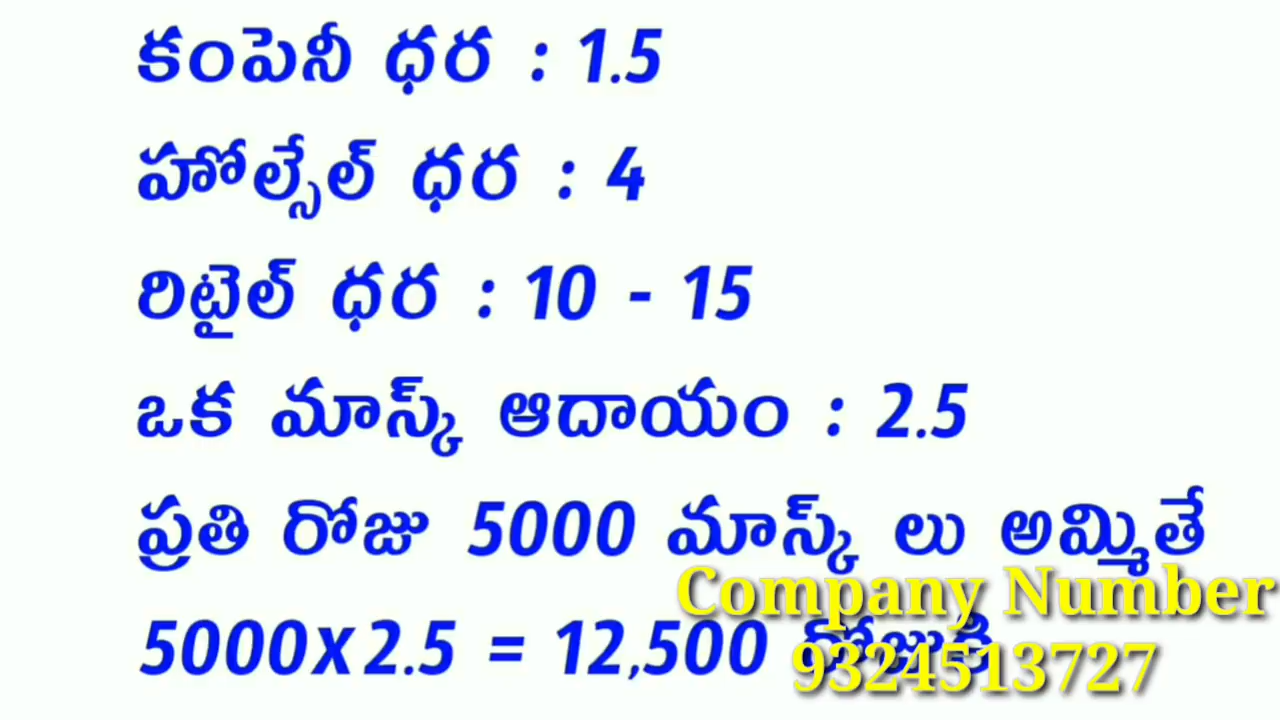 కంపెనీ ధర : 1.5
హోల్సేల్ ధర : 4
రిటైల్ ధర : 10 - 15
ఒక మాస్క్ ఆదాయం : 2.5
ప్రతి రోజు 5000 మాస్క్ లు అమ్మితే
5000X2.5 = 12,500 రోజుకి
Company Number
9324513727